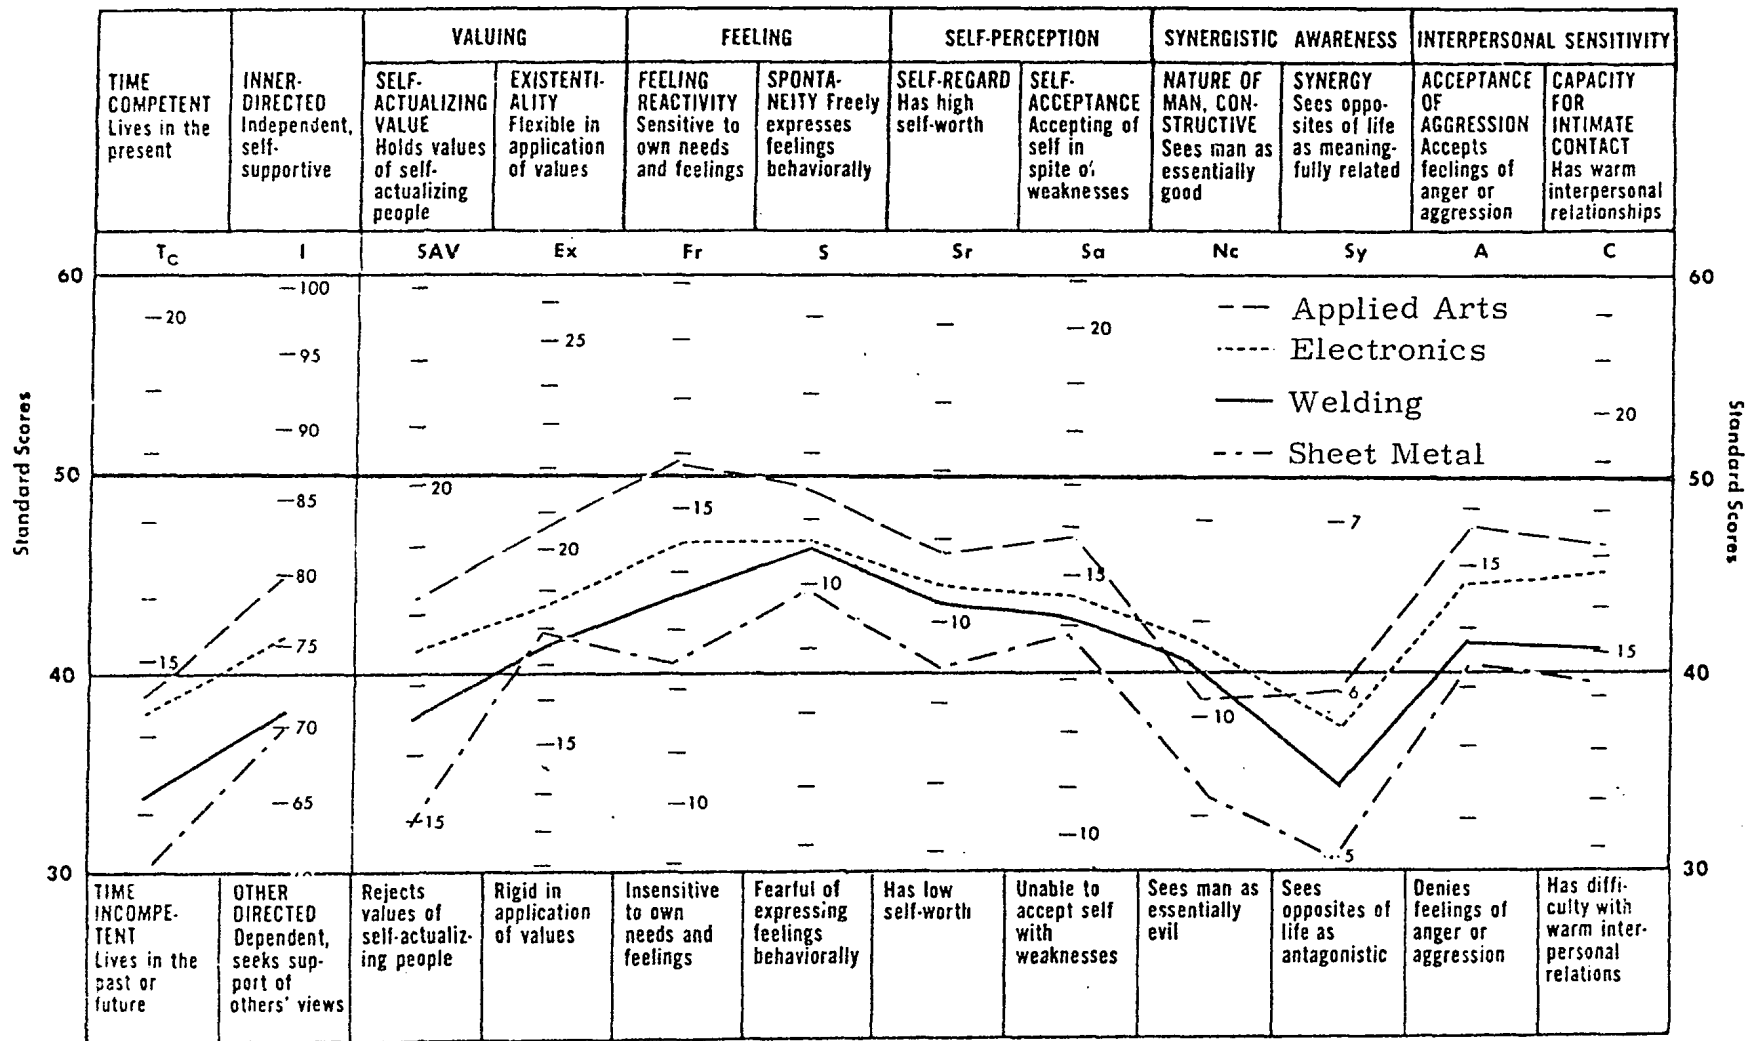 VALUING
FEELING
SELF-PERCEPTION
SYNERGISTIC AWARENESS
INTERPERSONAL SENSITIVITY
TIME
COMPETENT
Lives in the
present
INNER-
DIRECTED
Independent,
self-
supportive
SELF-
ACTUALIZING
VALUE
Holds values
of self-
actualizing
people
EXISTENTI-
ALITY
Flexible in
application
of values
FEELING
REACTIVITY
Sensitive to
own needs
and feelings
SPONTA-
NEITY Freely
expresses
feelings
behaviorally
SELF-REGARD
Has high
self-worth
SELF-
ACCEPTANCE
Accepting of
self in
spite of
weaknesses
NATURE OF
MAN, CON-
STRUCTIVE
Sees man as
essentially
good
SYNERGY
Sees oppo-
sites of life
as meaning-
fully related
ACCEPTANCE
OF
AGGRESSION
Accepts
feelings of
anger or
aggression
CAPACITY
FOR
INTIMATE
CONTACT
Has warm
interpersonal
relationships
TC I SAV Ex Fr S Sr Sa Nc Sy A C
60 60
50 50
40 40
30 30
Standard Scores
Standard Scores
20
15
100
95
90
85
80
75
70
65
20
15
25
20
15
15
10
10
10
20
15
10
10
7
6
5
15
20
15
Applied Arts
Electronics
Welding
Sheet Metal
TIME
INCOMPE-
TENT
Lives in the
past or
future
OTHER
DIRECTED
Dependent,
seeks sup-
port of
others' views
Rejects
values of
self-actualiz-
ing people
Rigid in
application
of values
Insensitive
to own
needs and
feelings
Fearful of
expressing
feelings
behaviorally
Has low
self-worth
Unable to
accept self
with
weaknesses
Sees man as
essentially
evil
Sees
opposites of
life as
antagonistic
Denies
feelings of
anger or
aggression
Has diffi-
culty with
warm inter-
personal
relations